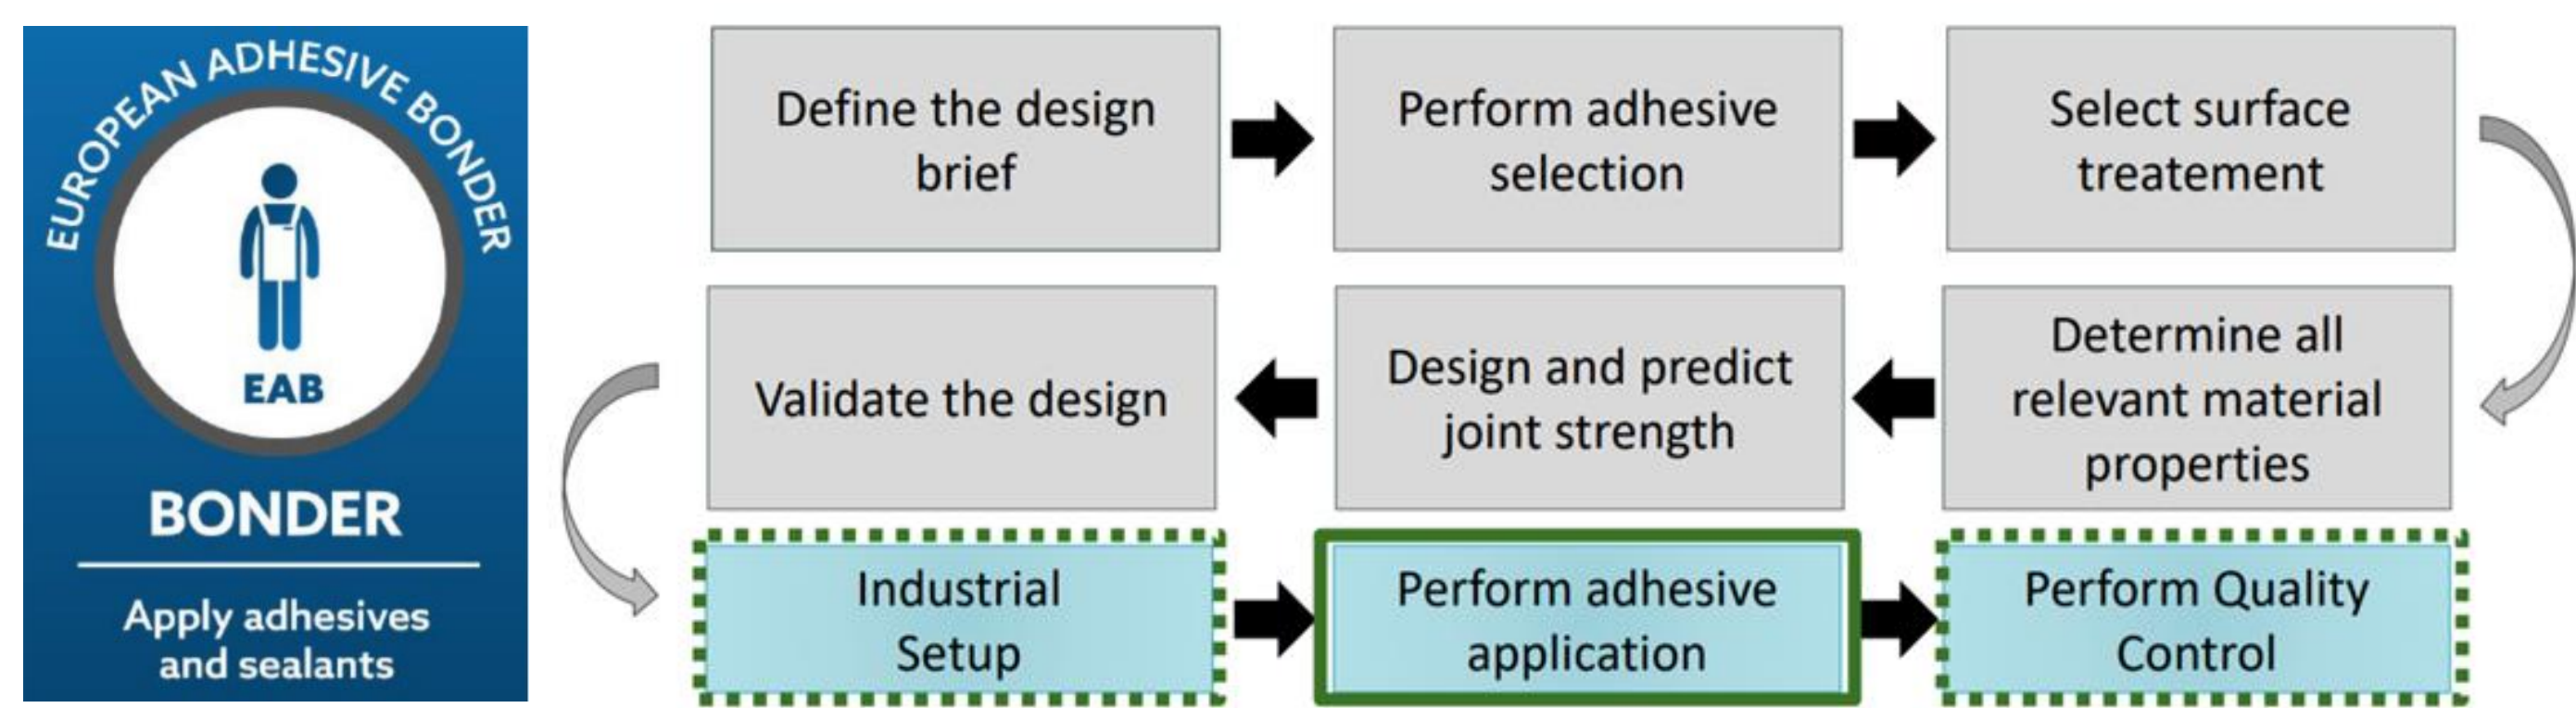 EUROPEAN ADHESIVE BONDER
EAB
BONDER
Apply adhesives
and sealants
Define the design
brief
Perform adhesive
selection
Select surface
treatement
Determine all
relevant material
properties
Design and predict
joint strength
Validate the design
Industrial
Setup
Perform adhesive
application
Perform Quality
Control